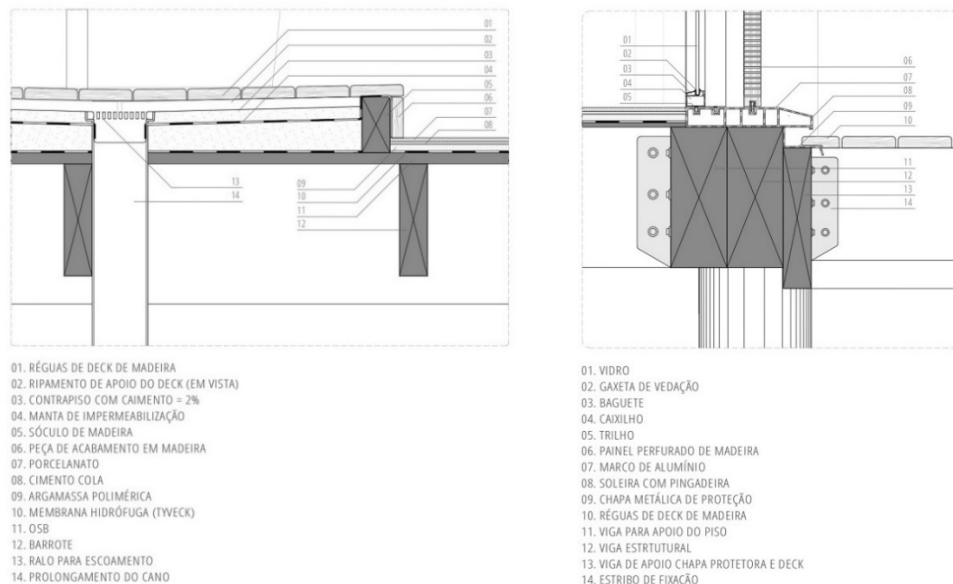 01
02
03
04
05
06
07
08
13
14
09
10
11
12
01. RÉGUAS DE DECK DE MADEIRA
02. RIPAMENTO DE APOIO DO DECK (EM VISTA)
03. CONTRAPISO COM CAIMENTO = 2%
04. MANTA DE IMPERMEABILIZAÇÃO
05. SÓCULO DE MADEIRA
06. PEÇA DE ACABAMENTO EM MADEIRA
07. PORCELANATO
08. CIMENTO COLA
09. ARGAMASSA POLIMÉRICA
10. MEMBRANA HIDRÓFUGA (TYVECK)
11. OSB
12. BARROTE
13. RALO PARA ESCOAMENTO
14. PROLONGAMENTO DO CANO
01
02
03
04
05
06
07
08
09
10
11
12
13
14
01. VIDRO
02. GAXETA DE VEDAÇÃO
03. BAGUETE
04. CAIXILHO
05. TRILHO
06. PAINEL PERFURADO DE MADEIRA
07. MARCO DE ALUMÍNIO
08. SOLEIRA COM PINGADEIRA
09. CHAPA METÁLICA DE PROTEÇÃO
10. RÉGUAS DE DECK DE MADEIRA
11. VIGA PARA APOIO DO PISO
12. VIGA ESTRTUTURAL
13. VIGA DE APOIO CHAPA PROTETORA E DECK
14. ESTRIBO DE FIXAÇÃO